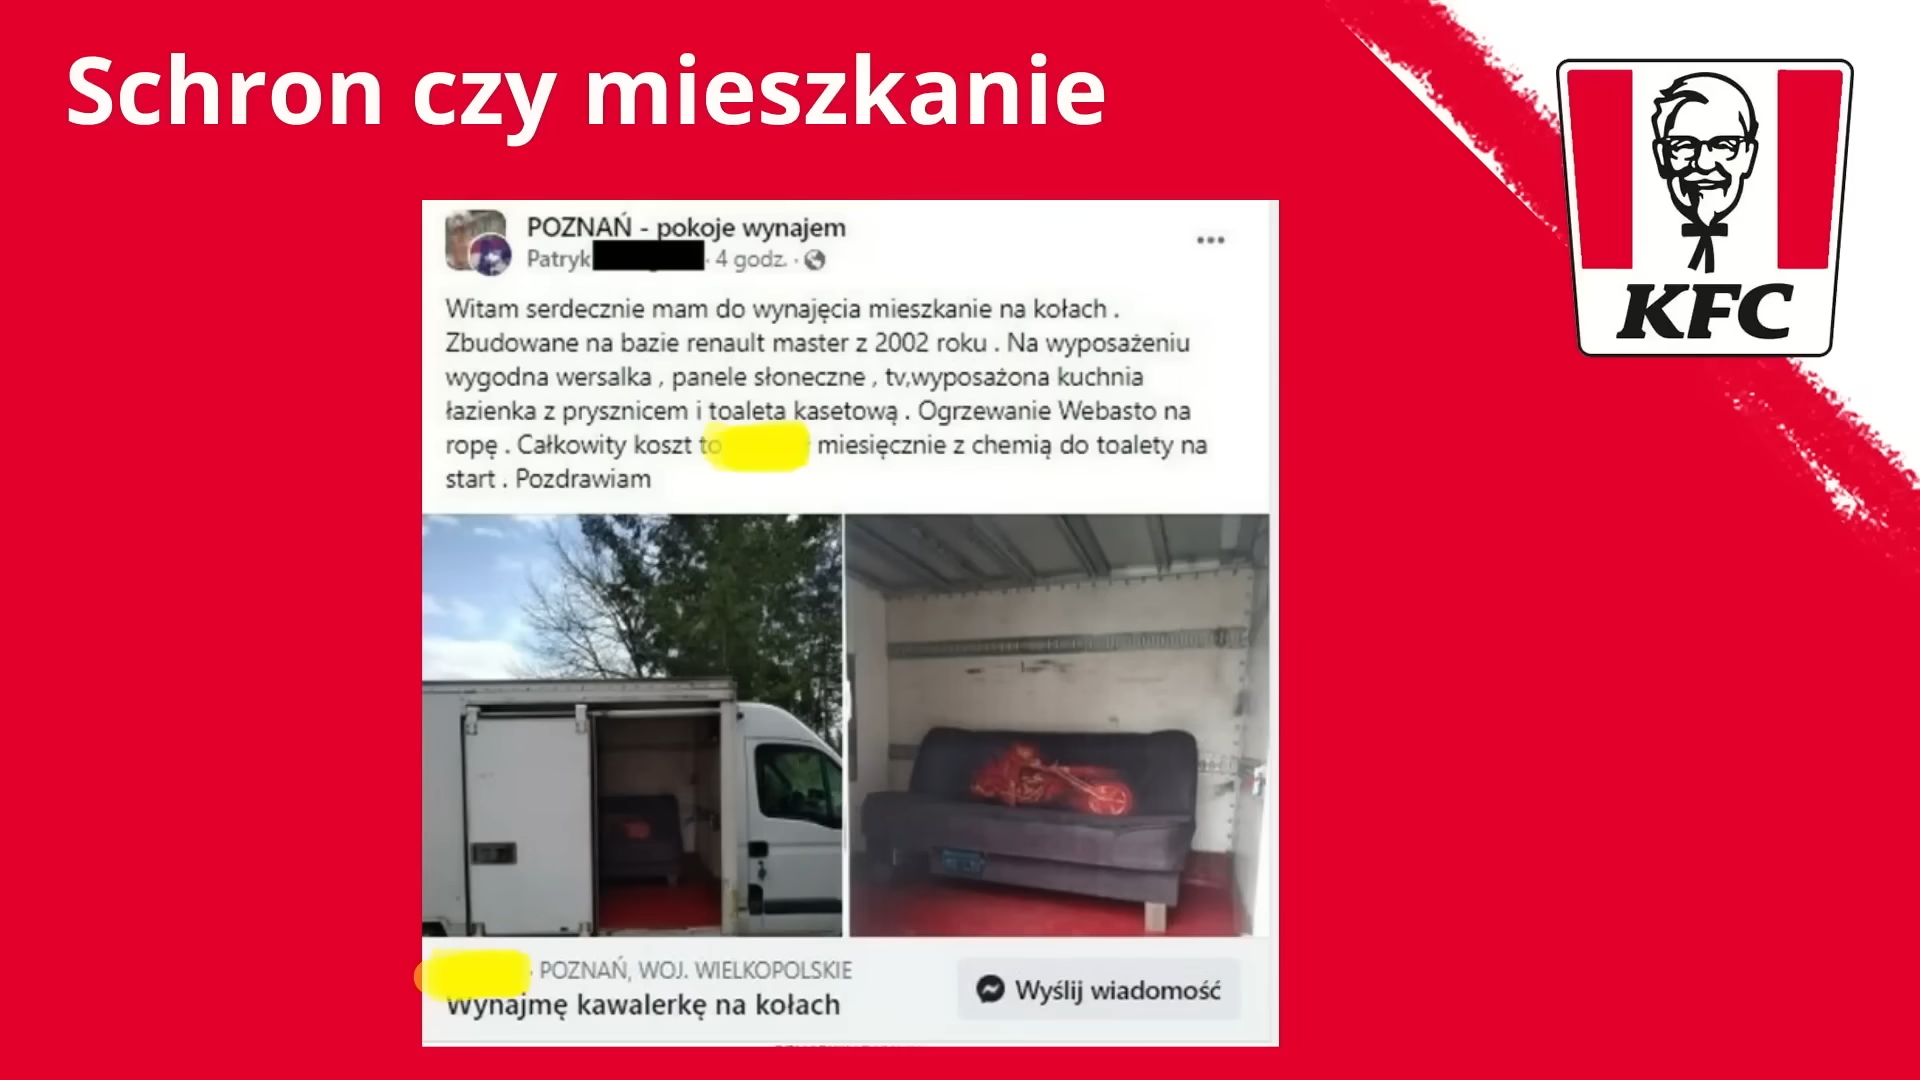 Schron czy mieszkanie
KFC
POZNAŃ - pokoje wynajem
Patryk · 4 godz. ·
Witam serdecznie mam do wynajęcia mieszkanie na kołach .
Zbudowane na bazie renault master z 2002 roku . Na wyposażeniu
wygodna wersalka , panele słoneczne , tv,wyposażona kuchnia
łazienka z prysznicem i toaleta kasetową . Ogrzewanie Webasto na
ropę . Całkowity koszt to miesięcznie z chemią do toalety na
start . Pozdrawiam
· POZNAŃ, WOJ. WIELKOPOLSKIE
Wynajmę kawalerkę na kołach
Wyślij wiadomość